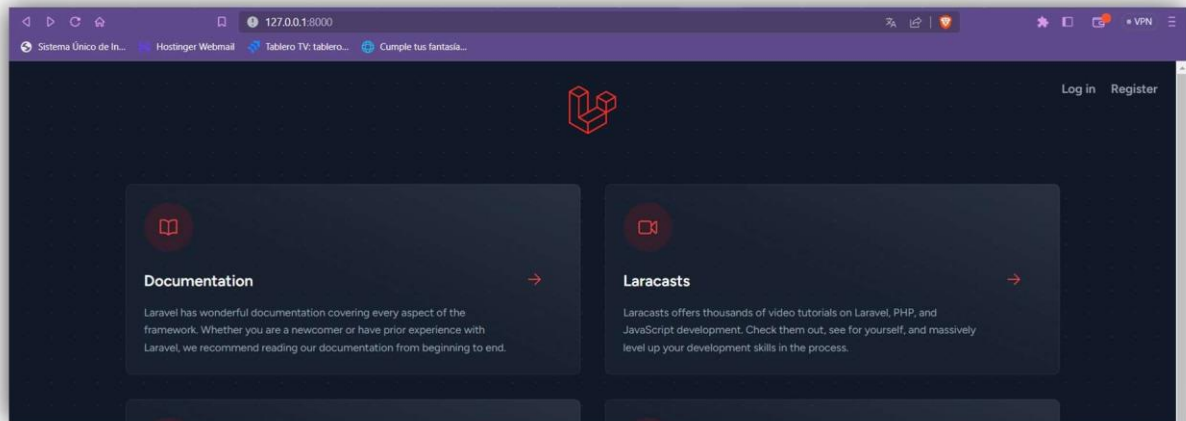 127.0.0.1:8000
VPN
Sistema Único de In...
Hostinger Webmail
Tablero TV: tablero...
Cumple tus fantasía...
Log in Register
Documentation
Laravel has wonderful documentation covering every aspect of the
framework. Whether you are a newcomer or have prior experience with
Laravel, we recommend reading our documentation from beginning to end.
Laracasts
Laracasts offers thousands of video tutorials on Laravel, PHP, and
JavaScript development. Check them out, see for yourself, and massively
level up your development skills in the process.